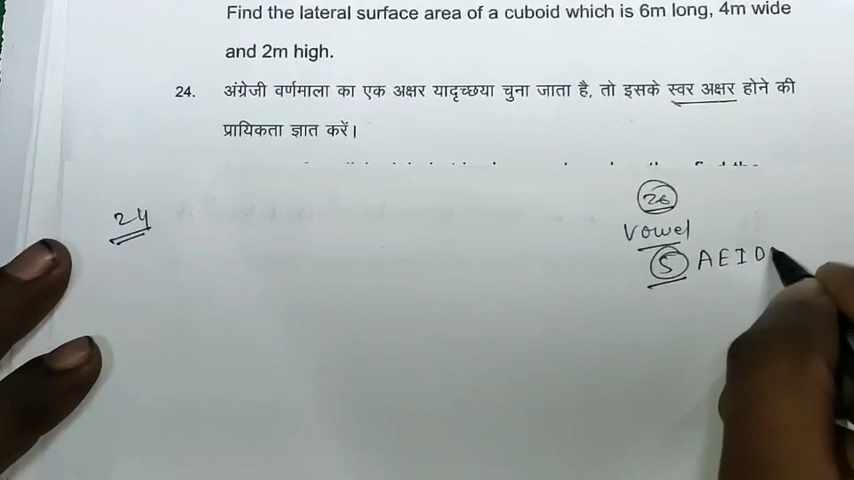 Find the lateral surface area of a cuboid which is 6m long, 4m wide
and 2m high.
24. अंग्रेजी वर्णमाला का एक अक्षर यादृच्छया चुना जाता है, तो इसके स्वर अक्षर होने की
प्रायिकता ज्ञात करें।
24
26
Vowel
5 A E I O